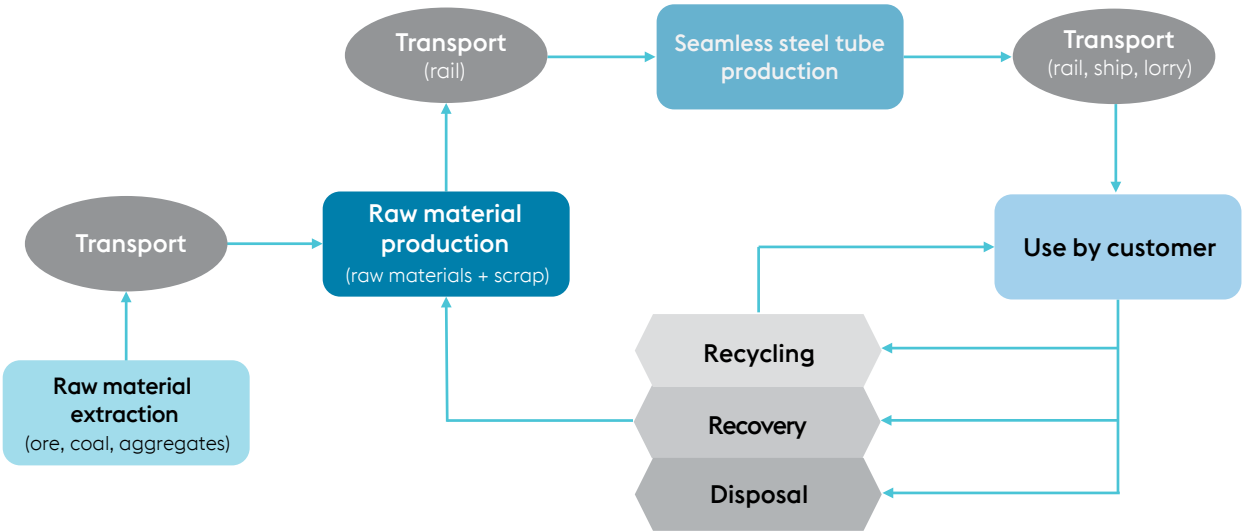 Transport
(rail)
Seamless steel tube
production
Transport
(rail, ship, lorry)
Transport
Raw material
production
(raw materials + scrap)
Use by customer
Raw material
extraction
(ore, coal, aggregates)
Recycling
Recovery
Disposal